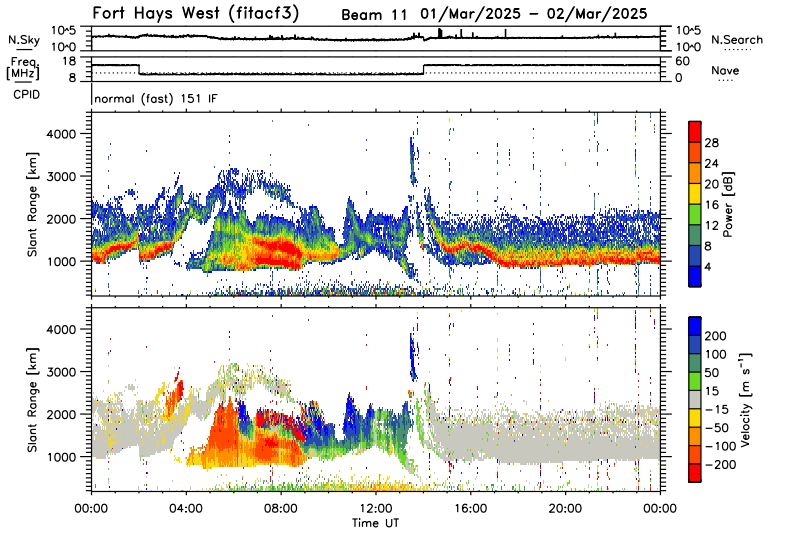 Fort Hays West (fitacf3) Beam 11 01/Mar/2025 − 02/Mar/2025
N.Sky 10^5 10^0 10^5 10^0 N.Search
Freq. [MHz] 18 8 60 0 Nave
CPID normal (fast) 151 IF
Slant Range [km] 4000 3000 2000 1000
28 24 20 16 12 8 4 Power [dB]
Slant Range [km] 4000 3000 2000 1000
200 100 50 15 −15 −50 −100 −200 Velocity [m s⁻¹]
00:00 04:00 08:00 12:00 16:00 20:00 00:00
Time UT